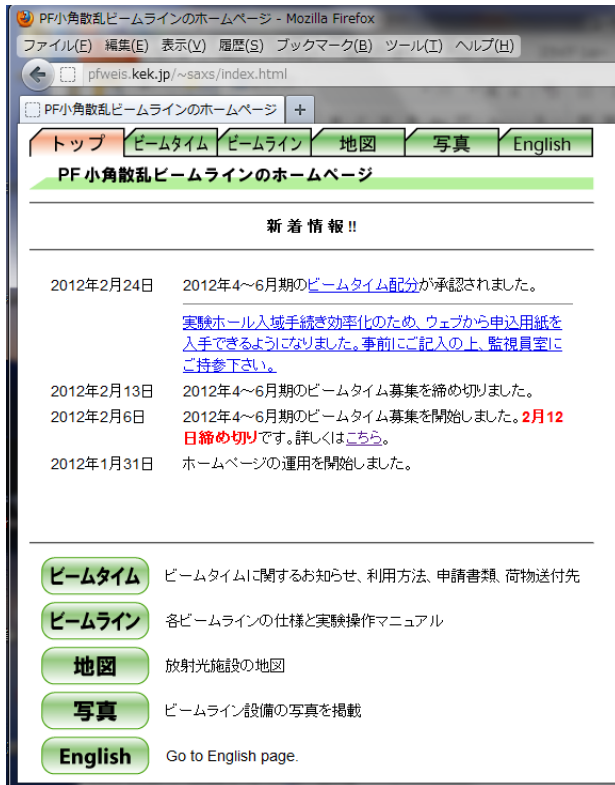 PF小角散乱ビームラインのホームページ - Mozilla Firefox
ファイル(F) 編集(E) 表示(V) 履歴(S) ブックマーク(B) ツール(T) ヘルプ(H)
pfweis.kek.jp/~saxs/index.html
PF小角散乱ビームラインのホームページ +
トップ ビームタイム ビームライン 地図 写真 English
PF 小角散乱ビームラインのホームページ
新 着 情 報 !!
2012年2月24日 2012年4~6月期のビームタイム配分が承認されました。
実験ホール入域手続き効率化のため、ウェブから申込用紙を
入手できるようになりました。事前にご記入の上、監視員室に
ご持参下さい。
2012年2月13日 2012年4~6月期のビームタイム募集を締め切りました。
2012年2月6日 2012年4~6月期のビームタイム募集を開始しました。2月12
日締め切りです。詳しくはこちら。
2012年1月31日 ホームページの運用を開始しました。
ビームタイム ビームタイムに関するお知らせ、利用方法、申請書類、荷物送付先
ビームライン 各ビームラインの仕様と実験操作マニュアル
地図 放射光施設の地図
写真 ビームライン設備の写真を掲載
English Go to English page.